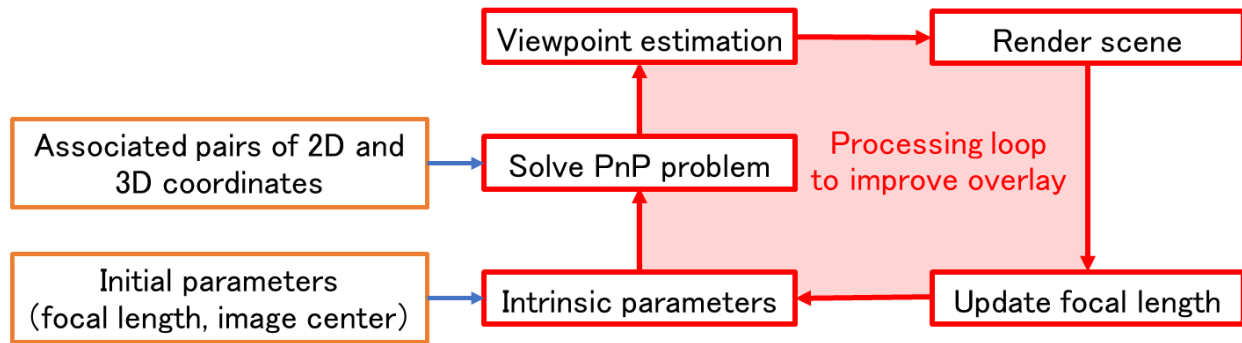 Viewpoint estimation
Render scene
Associated pairs of 2D and
3D coordinates
Solve PnP problem
Processing loop
to improve overlay
Initial parameters
(focal length, image center)
Intrinsic parameters
Update focal length